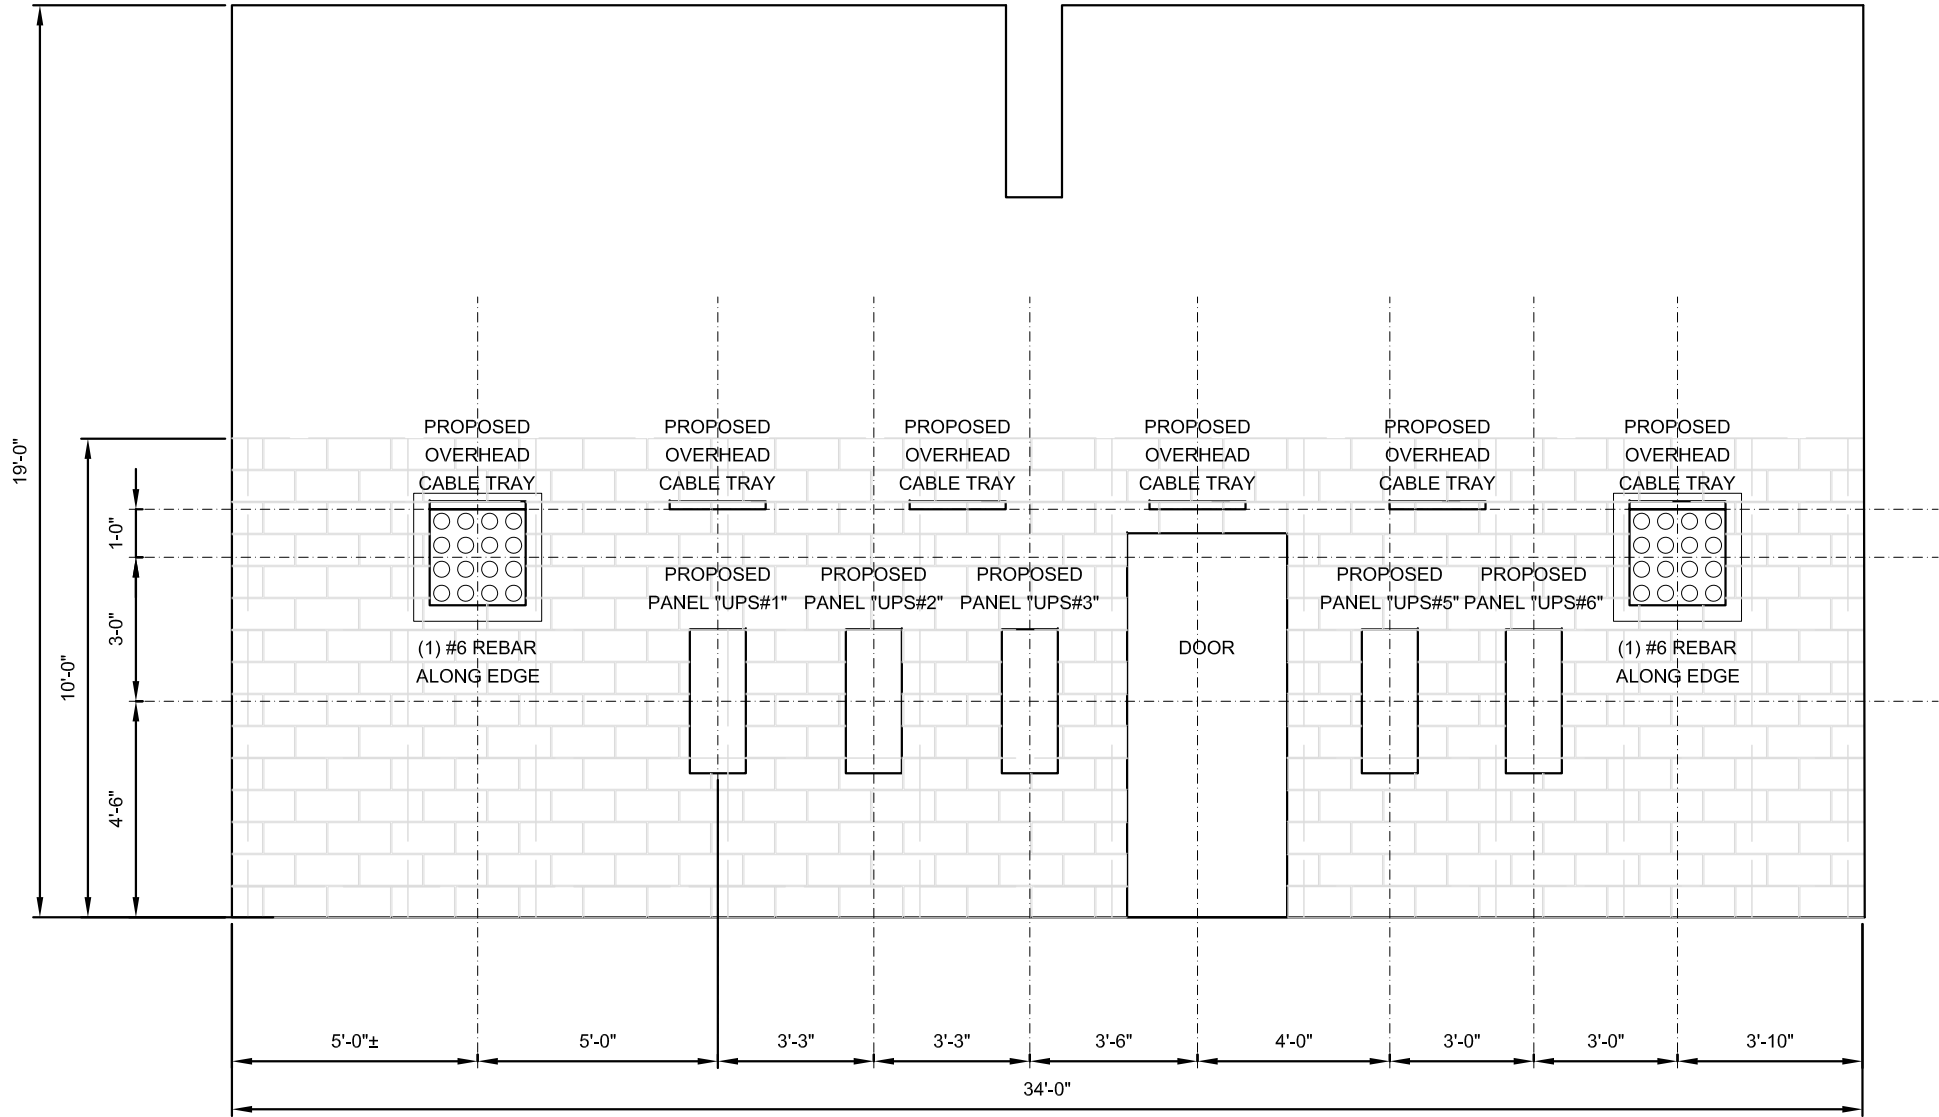 PROPOSED
OVERHEAD
CABLE TRAY
PROPOSED
OVERHEAD
CABLE TRAY
PROPOSED
OVERHEAD
CABLE TRAY
PROPOSED
OVERHEAD
CABLE TRAY
PROPOSED
OVERHEAD
CABLE TRAY
PROPOSED
OVERHEAD
CABLE TRAY
19'-0"
10'-0"
1-0"
3-0"
4'-6"
PROPOSED
PANEL "UPS#1"
PROPOSED
PANEL "UPS#2"
PROPOSED
PANEL "UPS#3"
PROPOSED
PANEL "UPS#5"
PROPOSED
PANEL "UPS#6"
(1) #6 REBAR
ALONG EDGE
DOOR
(1) #6 REBAR
ALONG EDGE
5'-0"±
5'-0"
3'-3"
3'-3"
3'-6"
4'-0"
3'-0"
3'-0"
3'-10"
34'-0"